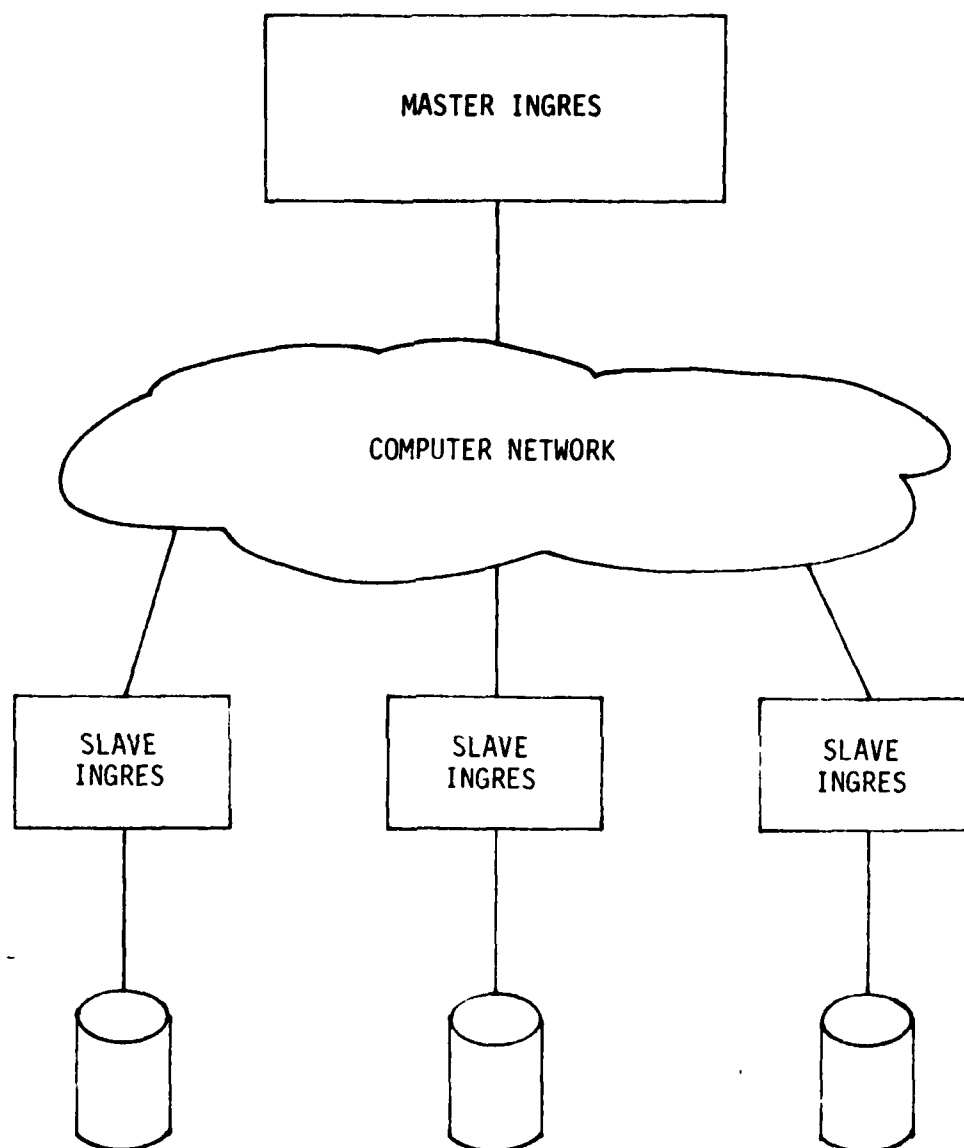 MASTER INGRES
COMPUTER NETWORK
SLAVE
INGRES
SLAVE
INGRES
SLAVE
INGRES